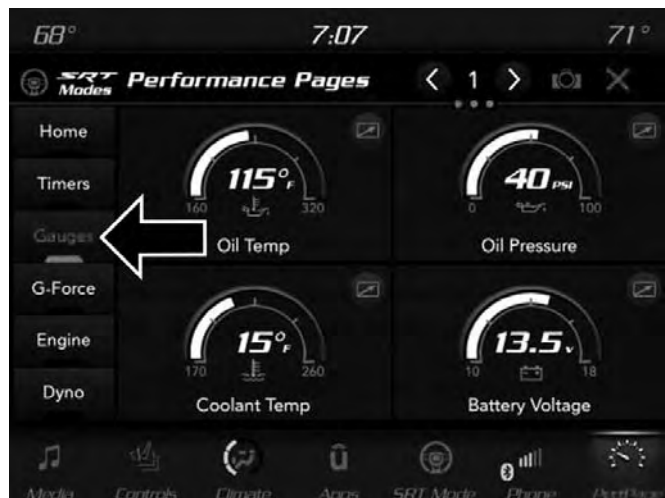 68° 7:07 71°
SRT Modes Performance Pages 1
Home
Timers
Gauges
G-Force
Engine
Dyno
115°F
160 320
Oil Temp
40 PSI
0 100
Oil Pressure
15°F
170 260
Coolant Temp
13.5v
10 18
Battery Voltage
Media Controls Climate Apps SRT Mode Phone PerfPages